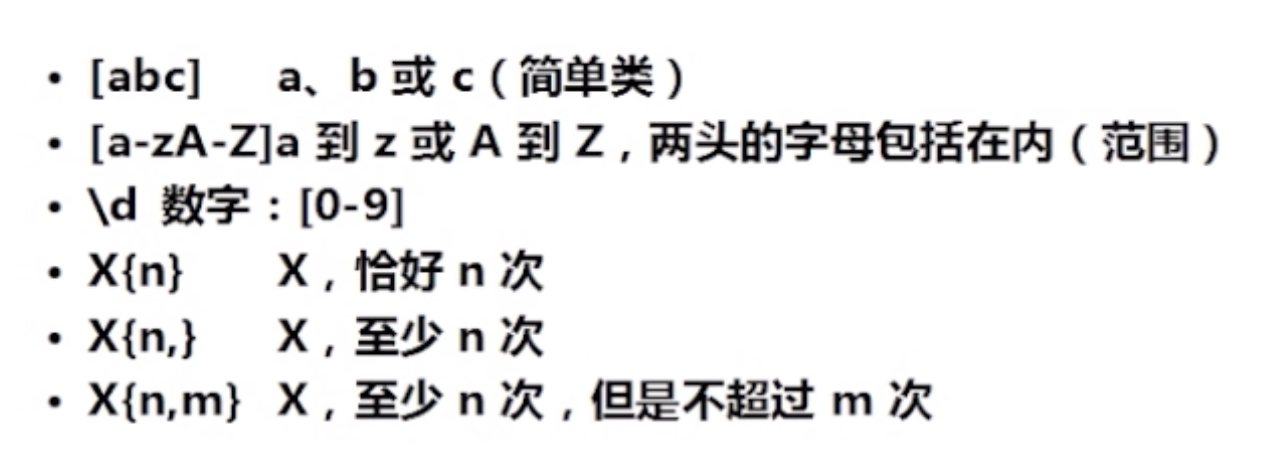 • [abc] a、b 或 c（简单类）
• [a-zA-Z]a 到 z 或 A 到 Z，两头的字母包括在内（范围）
• \d 数字：[0-9]
• X{n} X，恰好 n 次
• X{n,} X，至少 n 次
• X{n,m} X，至少 n 次，但是不超过 m 次